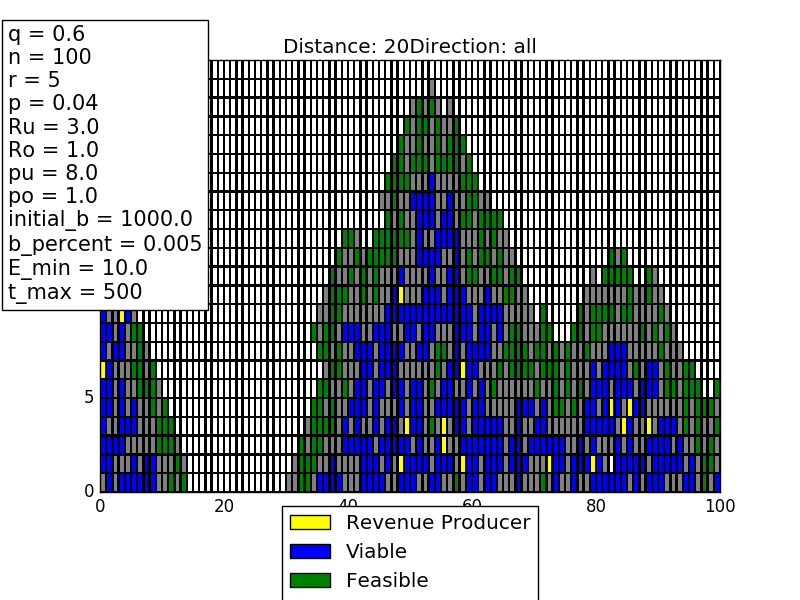 Distance: 20Direction: all
q = 0.6
n = 100
r = 5
p = 0.04
Ru = 3.0
Ro = 1.0
pu = 8.0
po = 1.0
initial_b = 1000.0
b_percent = 0.005
E_min = 10.0
t_max = 500
5
0
0 20 40 60 80 100
Revenue Producer
Viable
Feasible